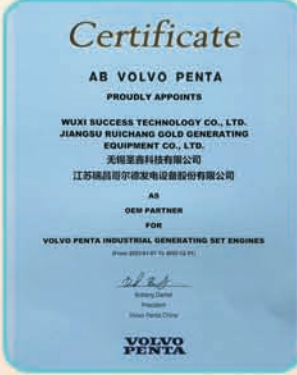 Certificate
AB VOLVO PENTA
PROUDLY APPOINTS
WUXI SUCCESS TECHNOLOGY CO., LTD.
JIANGSU RUICHANG GOLD GENERATING
EQUIPMENT CO., LTD.
无锡圣鑫科技有限公司
江苏瑞昌哥尔德发电设备股份有限公司
AS
OEM PARTNER
FOR
VOLVO PENTA INDUSTRIAL GENERATING SET ENGINES
President
Volvo Penta China
VOLVO
PENTA